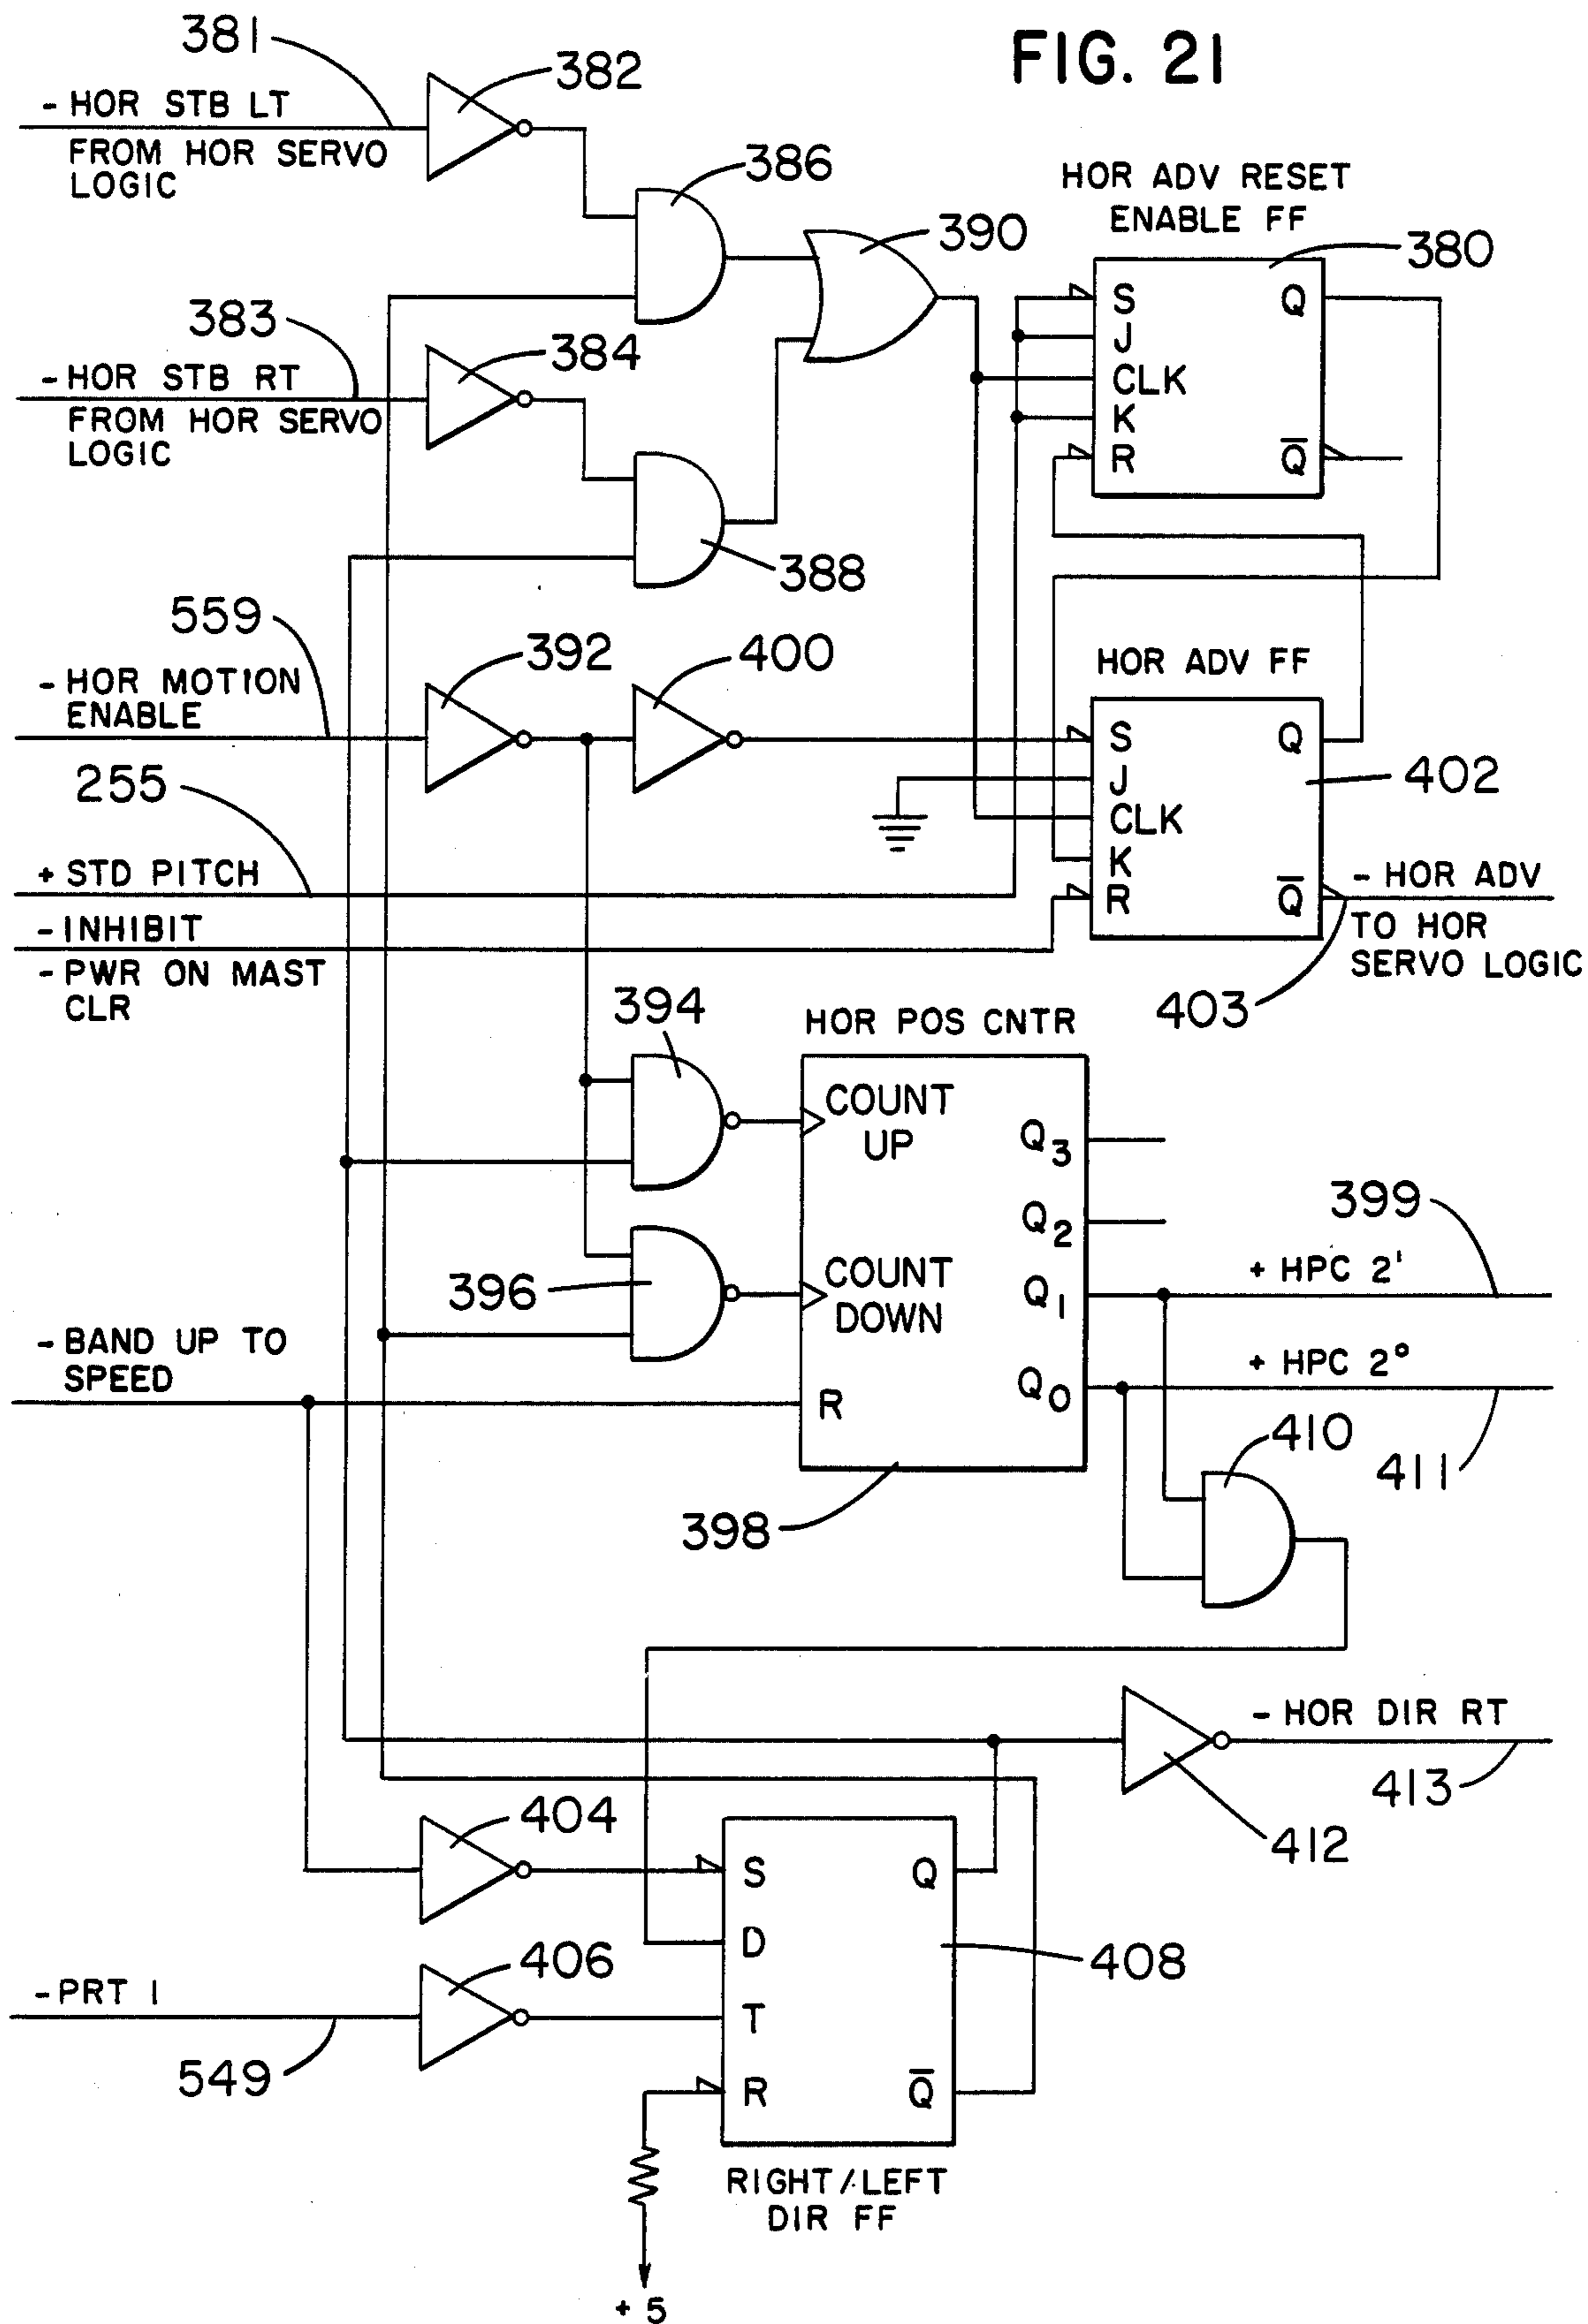 FIG. 21
381
382
- HOR STB LT
FROM HOR SERVO
LOGIC
386
390
HOR ADV RESET
ENABLE FF
380
S
J
CLK
K
R
Q
Q̅
383
384
- HOR STB RT
FROM HOR SERVO
LOGIC
388
559
392
400
- HOR MOTION
ENABLE
HOR ADV FF
S
J
CLK
K
R
Q
Q̅
402
255
+ STD PITCH
- INHIBIT
- PWR ON MAST
CLR
- HOR ADV
TO HOR
SERVO LOGIC
403
394
HOR POS CNTR
COUNT
UP
COUNT
DOWN
R
Q3
Q2
Q1
Q0
396
398
399
+ HPC 2¹
+ HPC 2⁰
410
411
- BAND UP TO
SPEED
- HOR DIR RT
413
412
404
406
408
S
D
T
R
Q
Q̅
- PRT 1
549
RIGHT/LEFT
DIR FF
+ 5